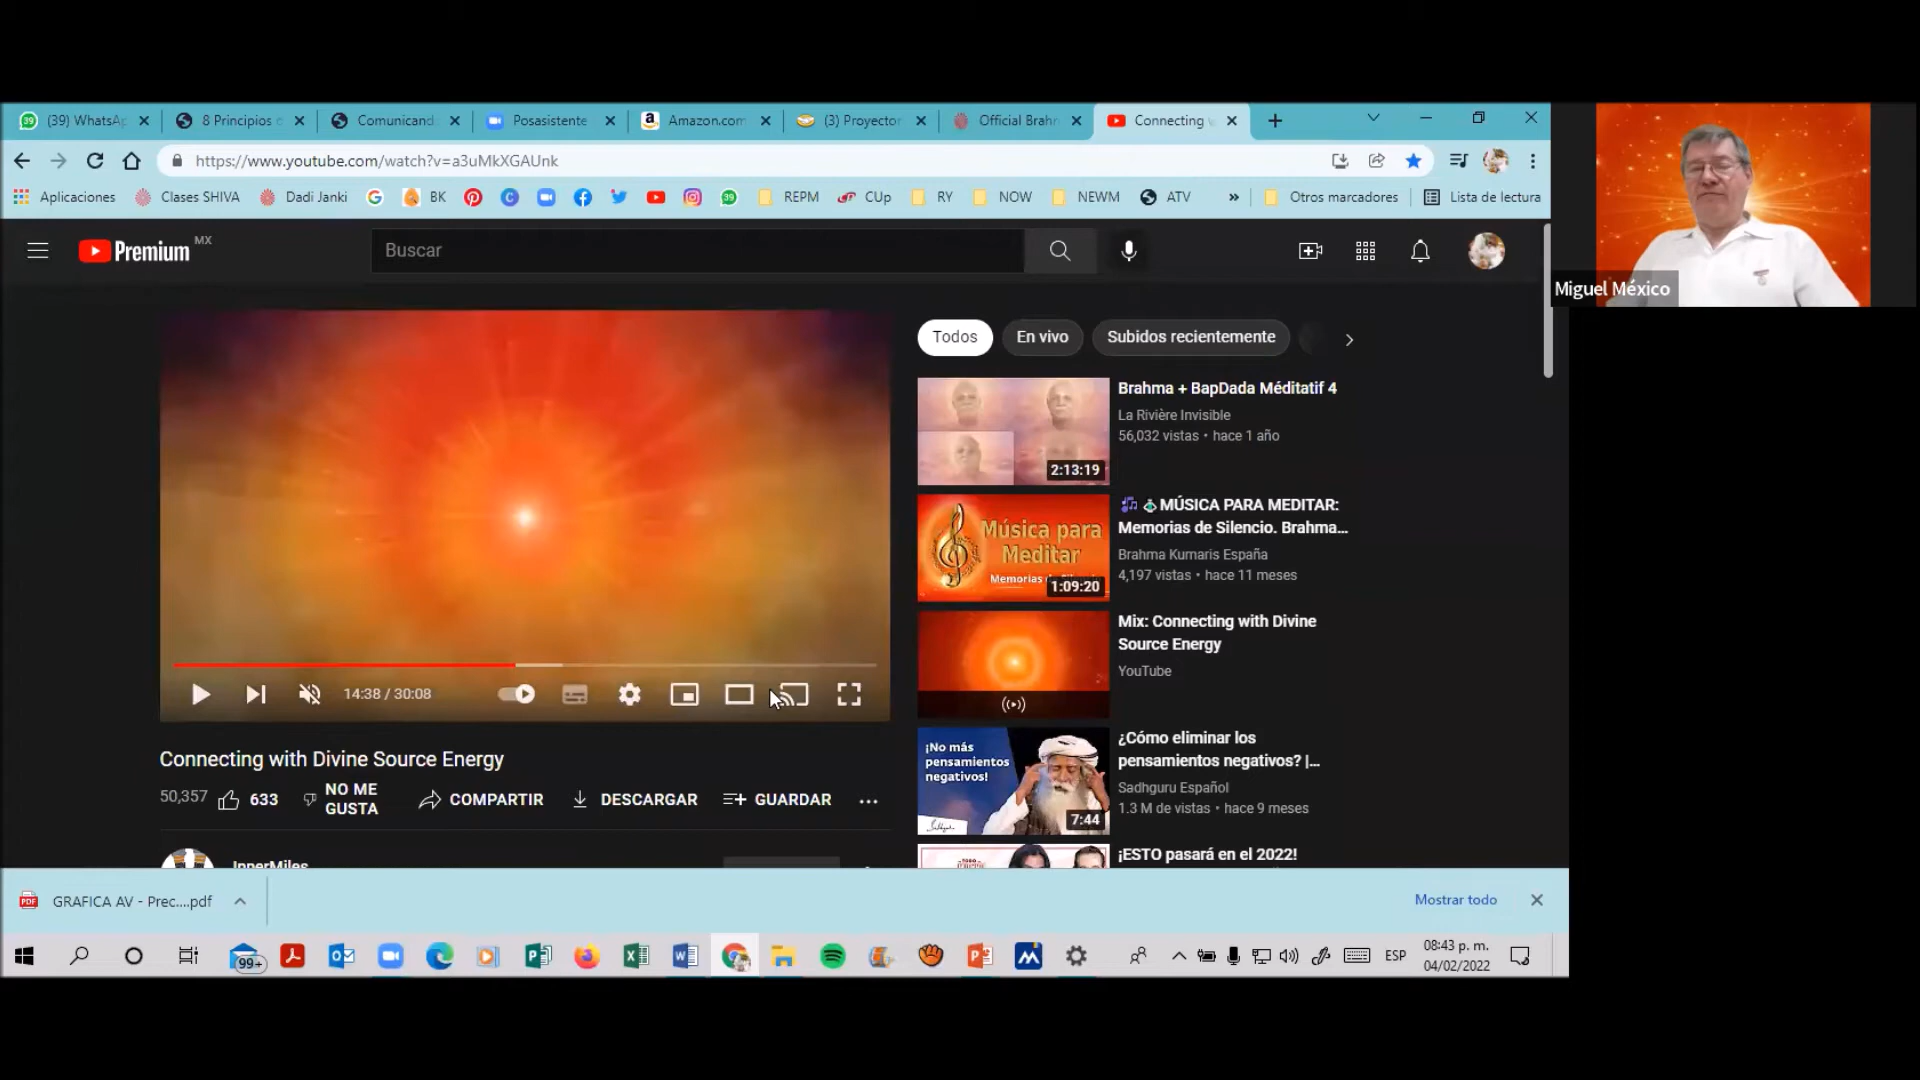 (39) WhatsAp
8 Principios
Comunicand
Posasistente
Amazon.com
(3) Proyector
Official Brahm
Connecting
https://www.youtube.com/watch?v=a3uMkXGAUnk
Aplicaciones
Clases SHIVA
Dadi Janki
BK
REPM
CUp
RY
NOW
NEWM
ATV
»
Otros marcadores
Lista de lectura
Miguel México
Premium MX
Buscar
Todos
En vivo
Subidos recientemente
Brahma + BapDada Méditatif 4
La Rivière Invisible
56,032 vistas • hace 1 año
2:13:19
MÚSICA PARA MEDITAR:
Memorias de Silencio. Brahma...
Brahma Kumaris España
4,197 vistas • hace 11 meses
Música para
Meditar
Memorias
1:09:20
Mix: Connecting with Divine
Source Energy
YouTube
¿Cómo eliminar los
pensamientos negativos? |...
Sadhguru Español
1.3 M de vistas • hace 9 meses
¡No más
pensamientos
negativos!
7:44
¡ESTO pasará en el 2022!
14:38 / 30:08
Connecting with Divine Source Energy
50,357
633
NO ME
GUSTA
COMPARTIR
DESCARGAR
GUARDAR
InnerMiles
GRAFICA AV - Prec....pdf
Mostrar todo
99+
ESP
08:43 p. m.
04/02/2022